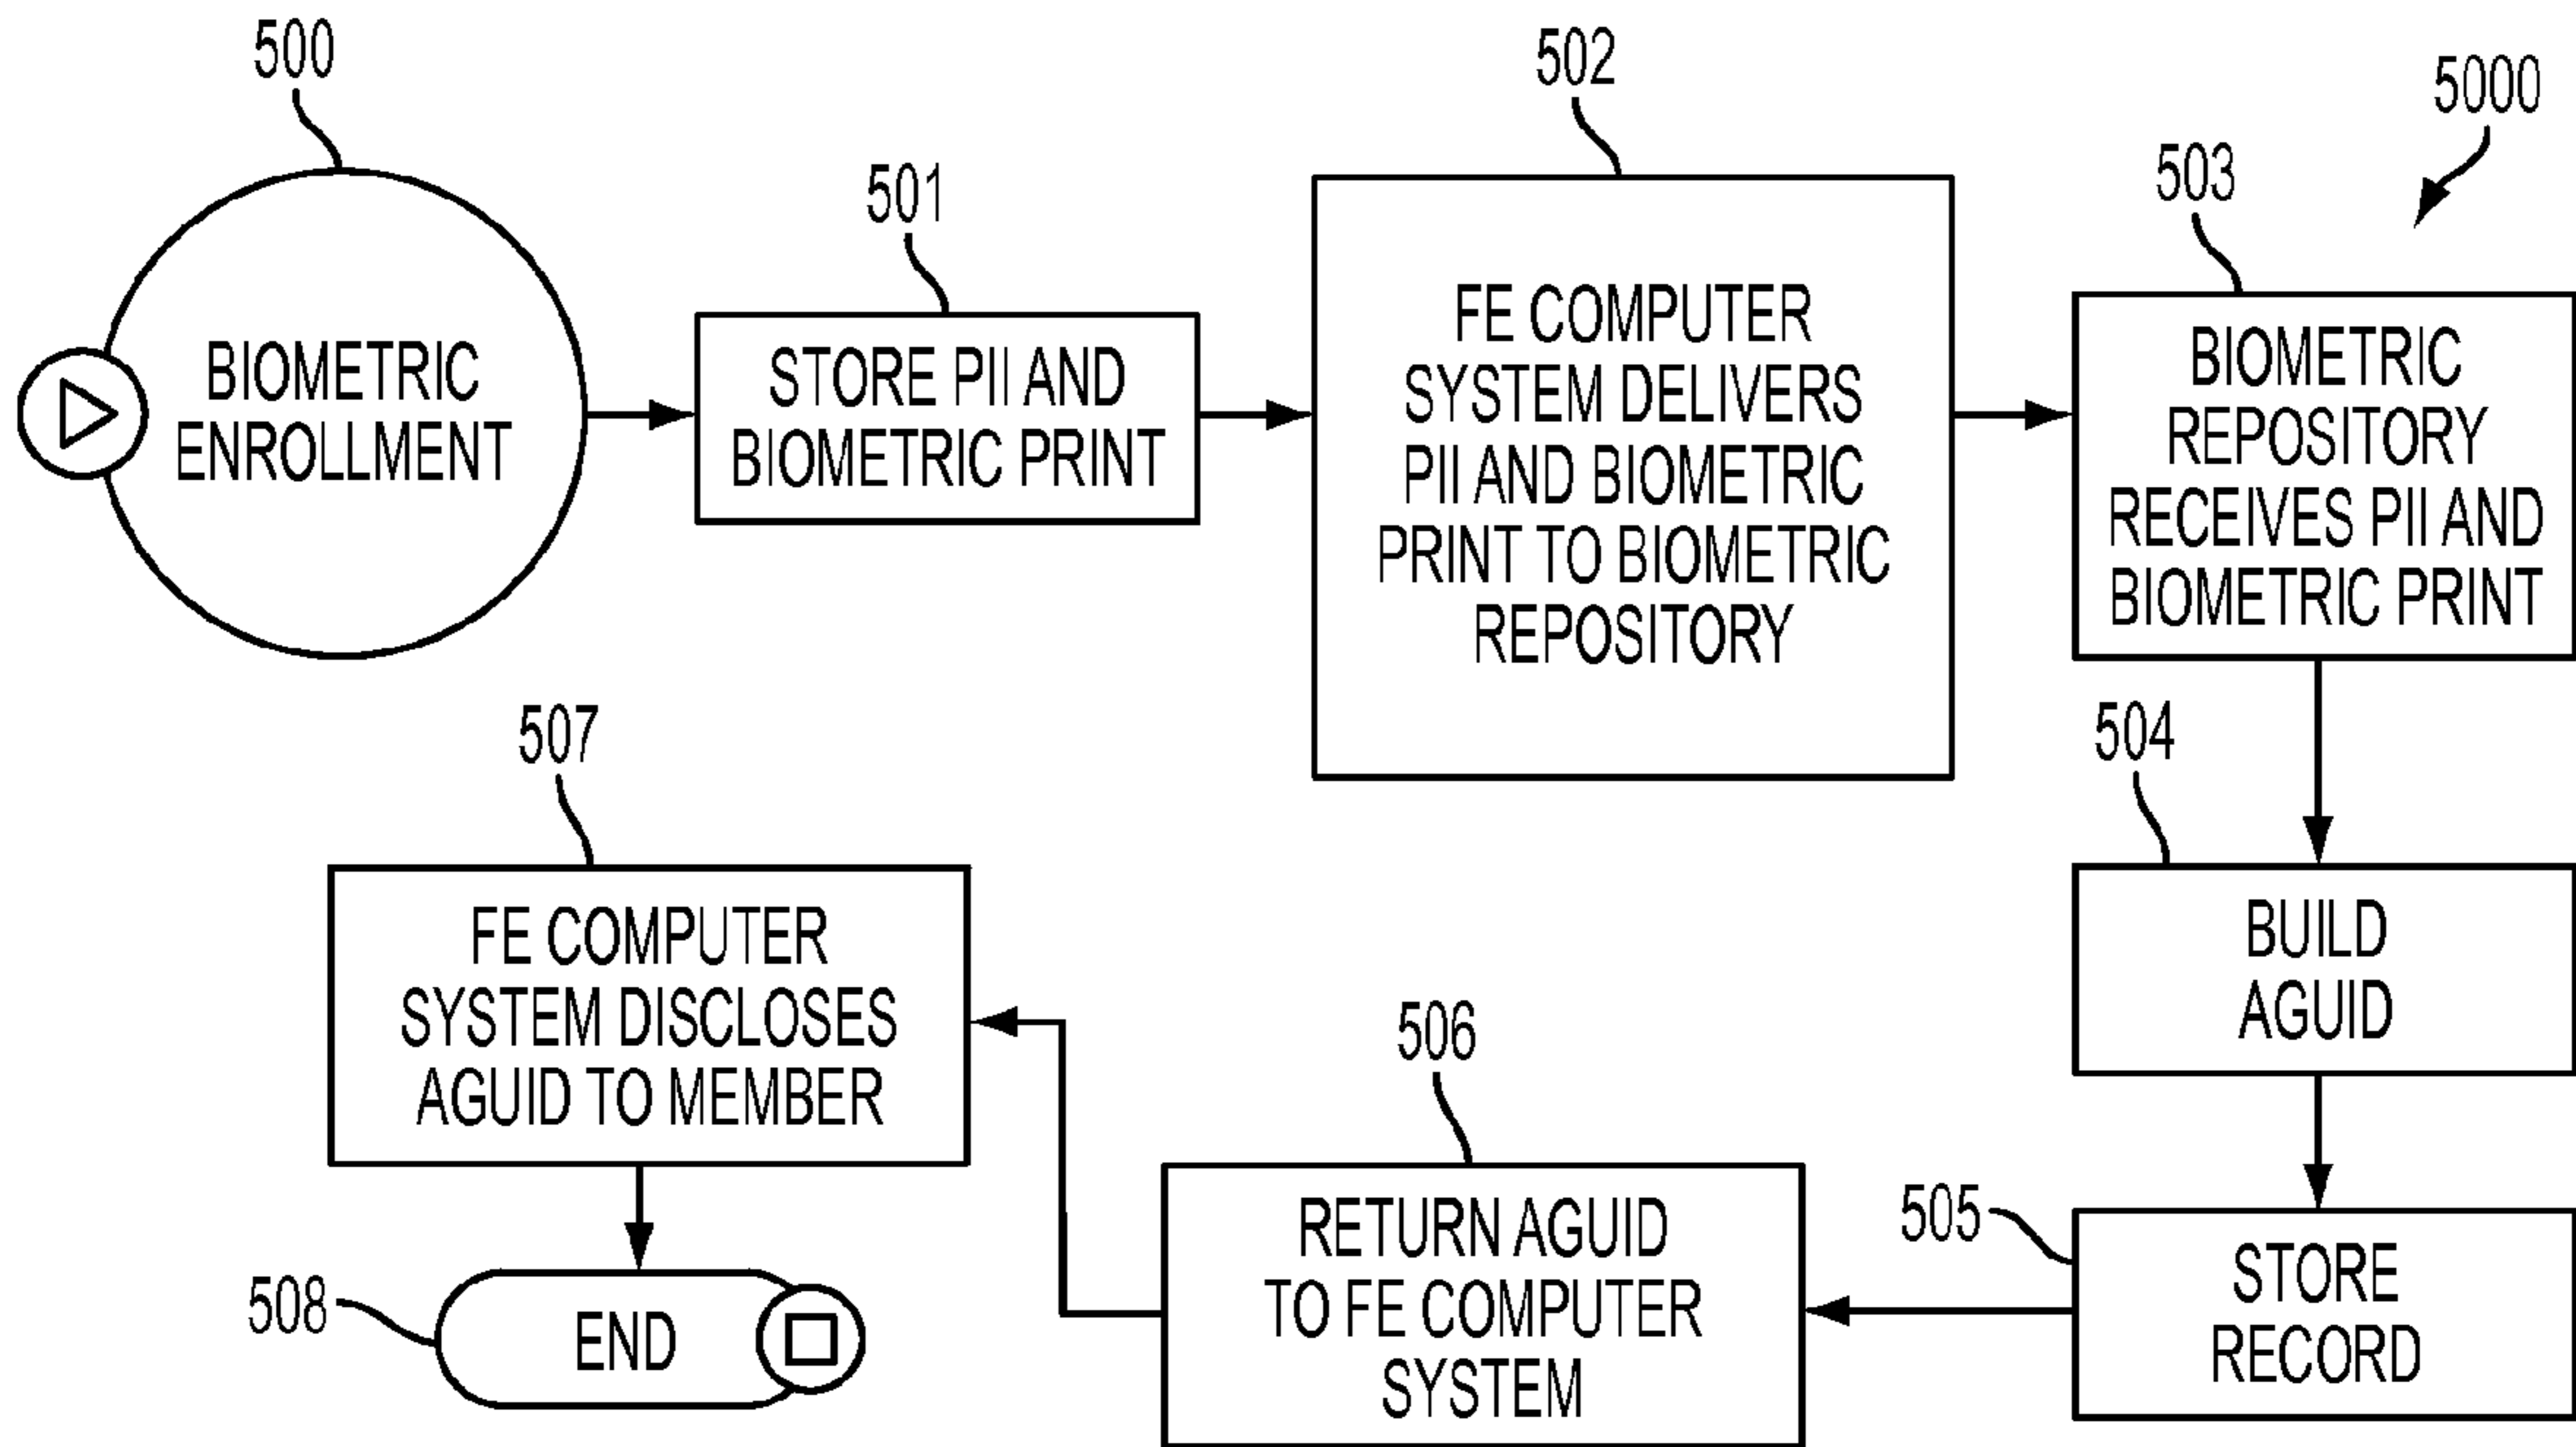 500
BIOMETRIC
ENROLLMENT
501
STORE PII AND
BIOMETRIC PRINT
502
FE COMPUTER
SYSTEM DELIVERS
PII AND BIOMETRIC
PRINT TO BIOMETRIC
REPOSITORY
5000
503
BIOMETRIC
REPOSITORY
RECEIVES PII AND
BIOMETRIC PRINT
504
BUILD
AGUID
505
STORE
RECORD
506
RETURN AGUID
TO FE COMPUTER
SYSTEM
507
FE COMPUTER
SYSTEM DISCLOSES
AGUID TO MEMBER
508
END